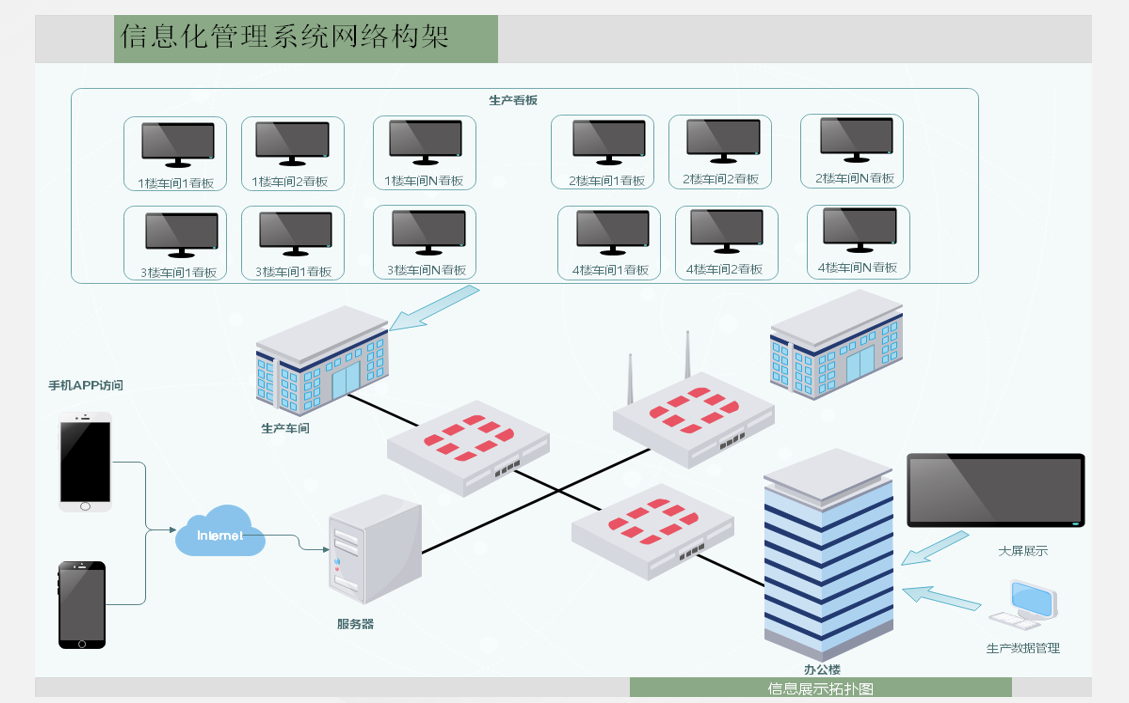 信息化管理系统网络构架
生产看板
1楼车间1看板
1楼车间2看板
1楼车间N看板
2楼车间1看板
2楼车间2看板
2楼车间N看板
3楼车间1看板
3楼车间1看板
3楼车间N看板
4楼车间1看板
4楼车间2看板
4楼车间N看板
手机APP访问
生产车间
Internet
大屏展示
服务器
生产数据管理
办公楼
信息展示拓扑图